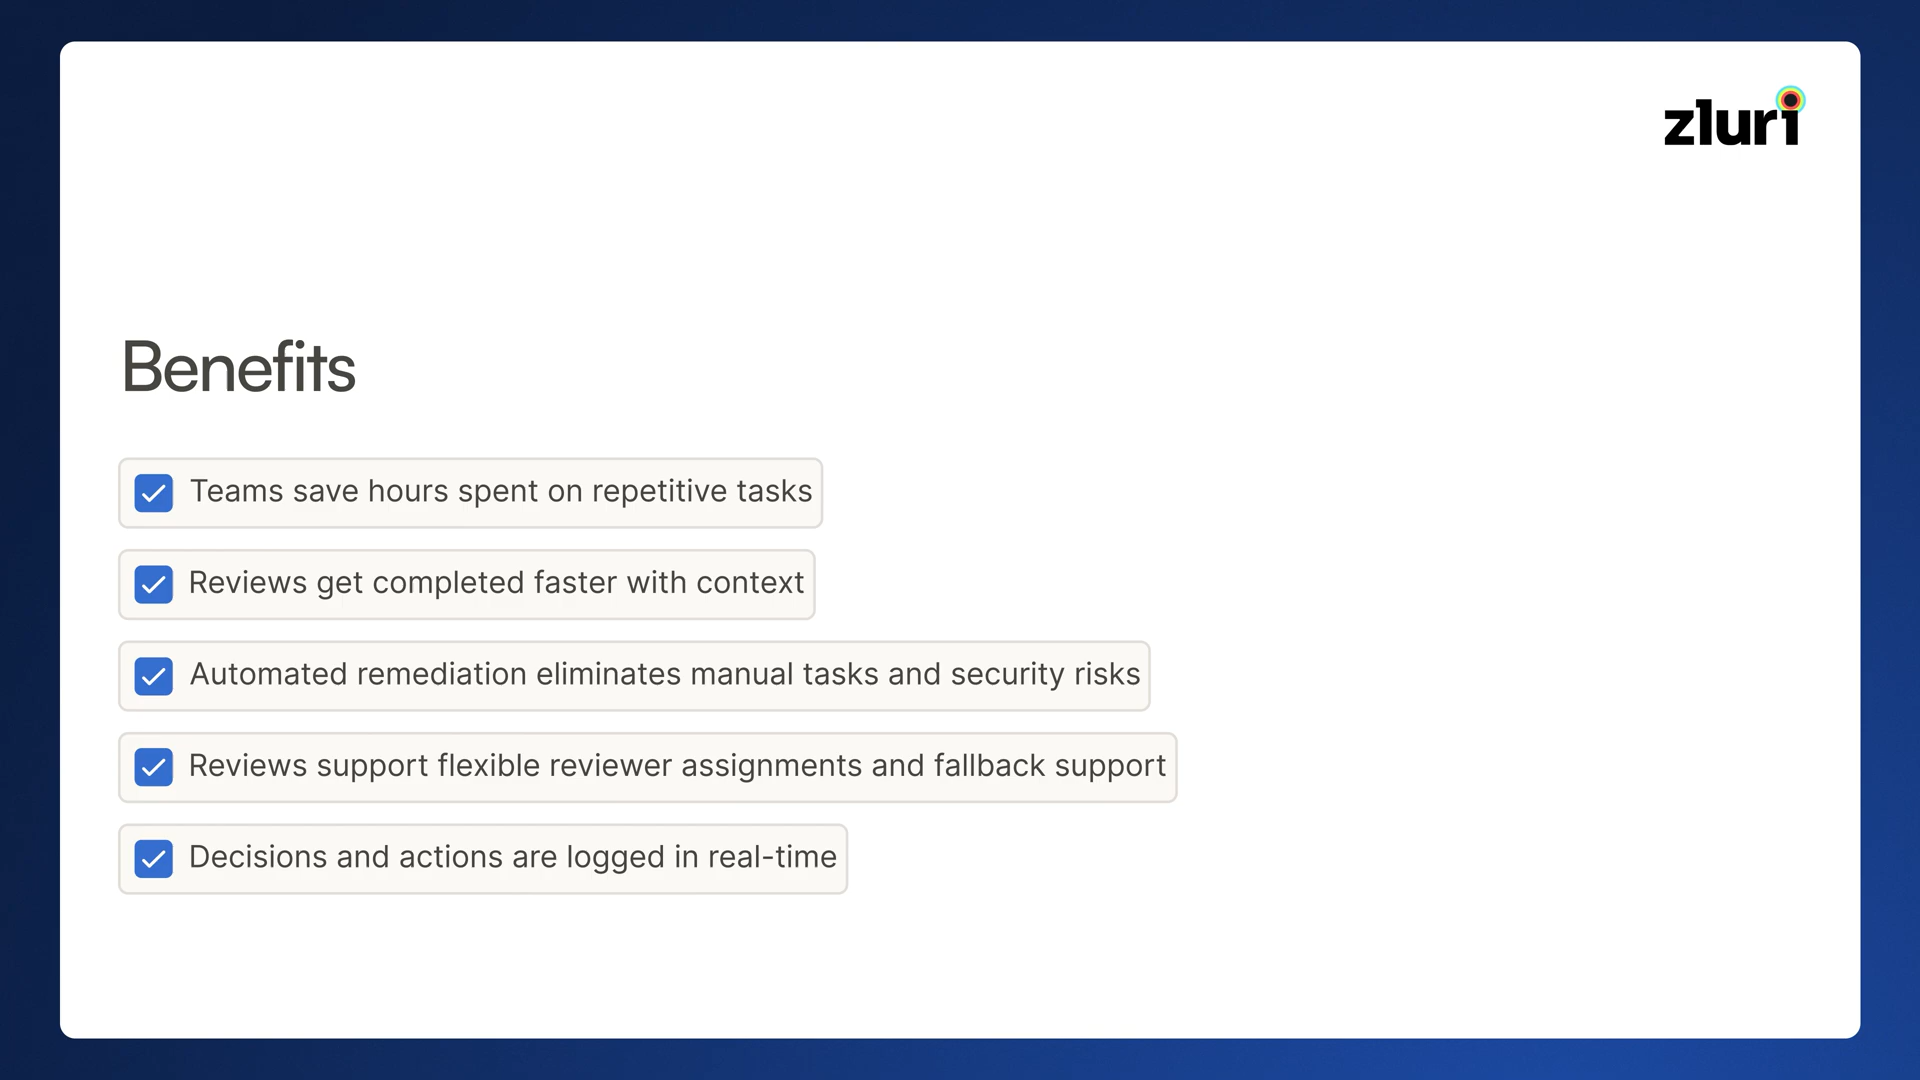 zluri
Benefits
Teams save hours spent on repetitive tasks
Reviews get completed faster with context
Automated remediation eliminates manual tasks and security risks
Reviews support flexible reviewer assignments and fallback support
Decisions and actions are logged in real-time